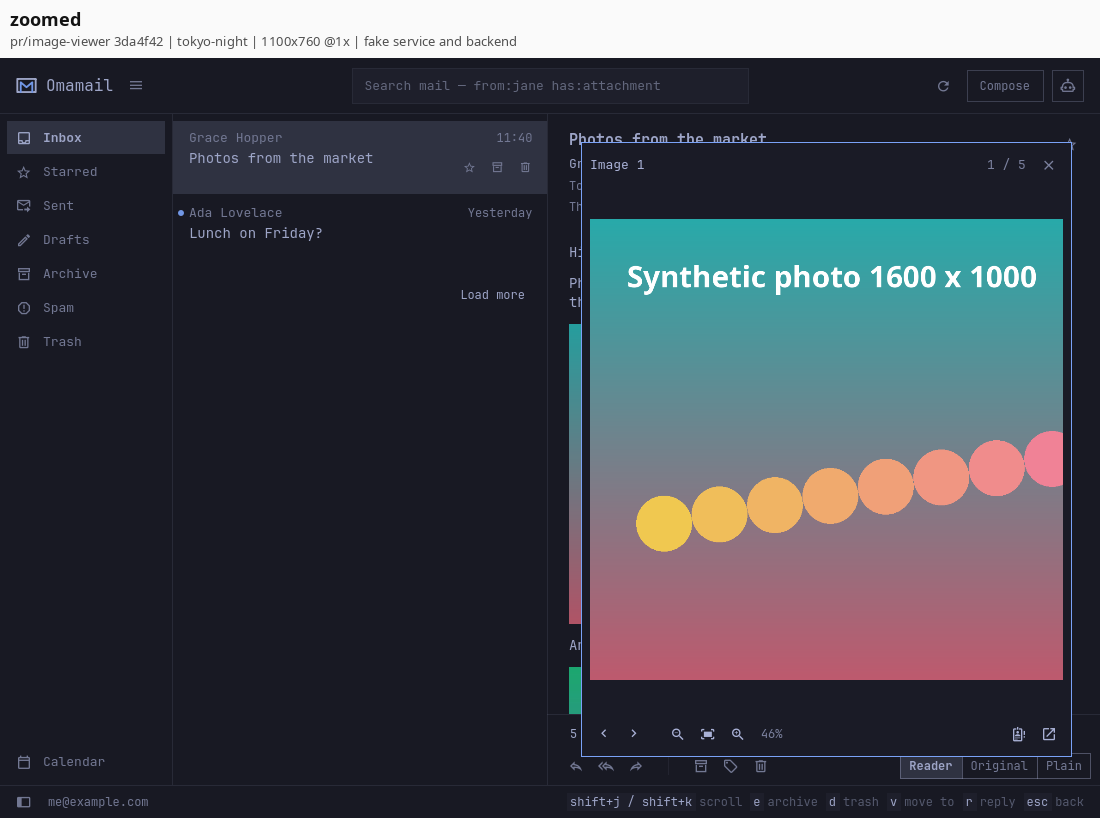 zoomed
pr/image-viewer 3da4f42 | tokyo-night | 1100x760 @1x | fake service and backend
Omamail
Search mail — from:jane has:attachment
Compose
Inbox
Starred
Sent
Drafts
Archive
Spam
Trash
Calendar
Grace Hopper 11:40
Photos from the market
Ada Lovelace Yesterday
Lunch on Friday?
Load more
Photos from the market
Image 1 1 / 5
Synthetic photo 1600 x 1000
5
46%
Reader Original Plain
me@example.com
shift+j / shift+k scroll e archive d trash v move to r reply esc back